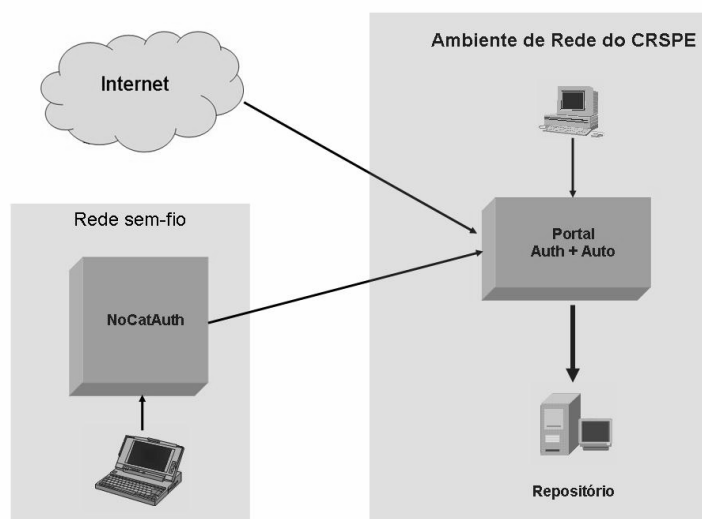 Ambiente de Rede do CRSPE
Internet
Rede sem-fio
Portal
Auth + Auto
NoCatAuth
Repositório